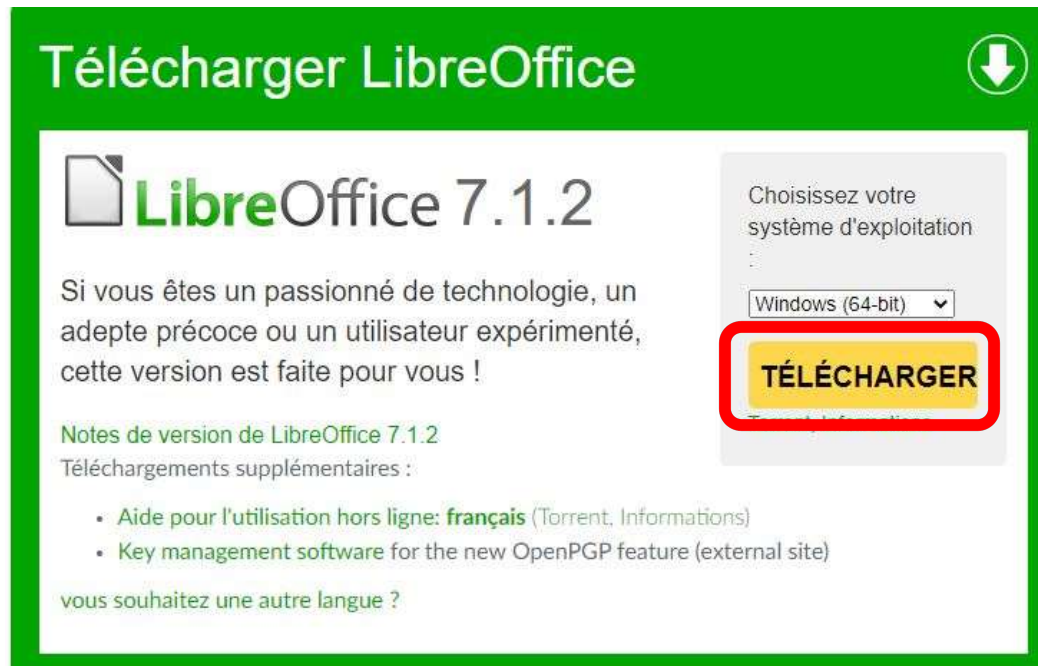 Télécharger LibreOffice
LibreOffice 7.1.2
Si vous êtes un passionné de technologie, un
adepte précoce ou un utilisateur expérimenté,
cette version est faite pour vous !
Notes de version de LibreOffice 7.1.2
Téléchargements supplémentaires :
• Aide pour l'utilisation hors ligne: français (Torrent, Informations)
• Key management software for the new OpenPGP feature (external site)
vous souhaitez une autre langue ?
Choisissez votre
système d'exploitation
:
Windows (64-bit)
TÉLÉCHARGER